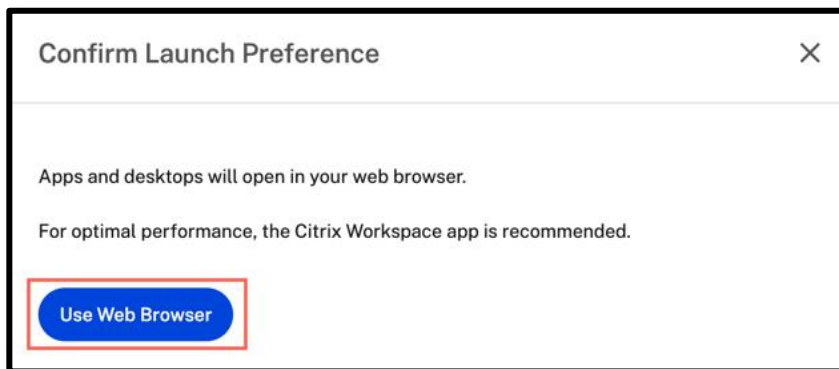 Confirm Launch Preference
Apps and desktops will open in your web browser.
For optimal performance, the Citrix Workspace app is recommended.
Use Web Browser